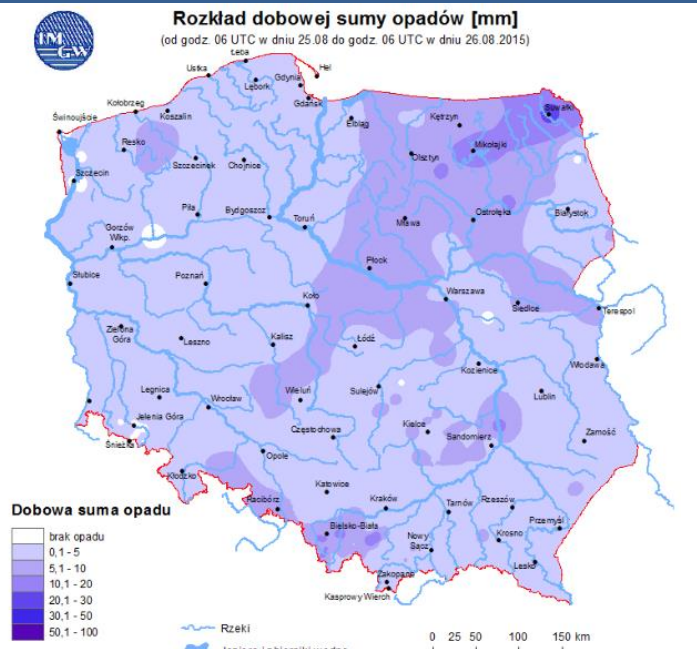 Rozkład dobowej sumy opadów [mm]
(od godz. 06 UTC w dniu 25.08 do godz. 06 UTC w dniu 26.08.2015)
IM
GW
Łeba
Ustka
Hel
Gdynia
Lębork
Gdańsk
Kołobrzeg
Koszalin
Świnoujście
Elbląg
Kętrzyn
Suwałki
Resko
Mikołajki
Olsztyn
Szczecinek
Chojnice
Szczecin
Piła
Bydgoszcz
Toruń
Mława
Ostrołęka
Białystok
Gorzów
Wlkp.
Płock
Słubice
Poznań
Koło
Warszawa
Siedlce
Terespol
Zielona
Góra
Leszno
Kalisz
Łódź
Kozienice
Włodawa
Legnica
Wrocław
Wieluń
Sulejów
Lublin
Jelenia Góra
Śnieżka
Częstochowa
Kielce
Sandomierz
Zamość
Opole
Kłodzko
Katowice
Racibórz
Kraków
Tarnów
Rzeszów
Bielsko-Biała
Nowy
Sącz
Krosno
Przemyśl
Lesko
Zakopane
Kasprowy Wierch
Dobowa suma opadu
brak opadu
0,1 - 5
5,1 - 10
10,1 - 20
20,1 - 30
30,1 - 50
50,1 - 100
Rzeki
0 25 50 100 150 km